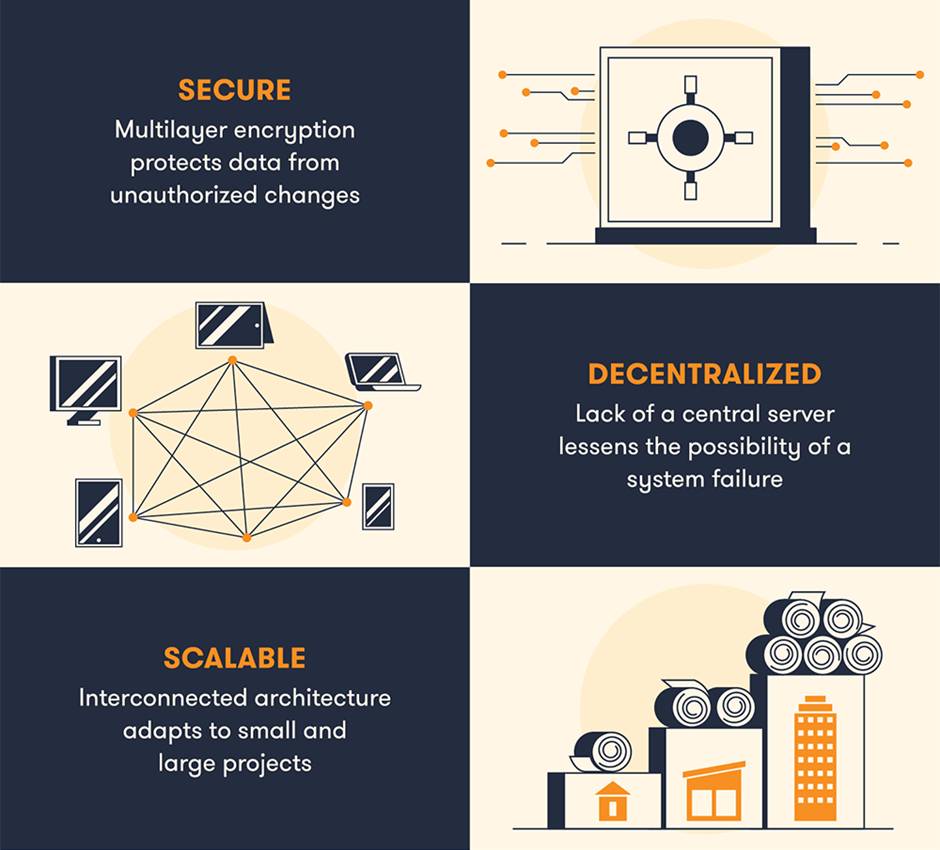 SECURE
Multilayer encryption
protects data from
unauthorized changes
DECENTRALIZED
Lack of a central server
lessens the possibility of a
system failure
SCALABLE
Interconnected architecture
adapts to small and
large projects